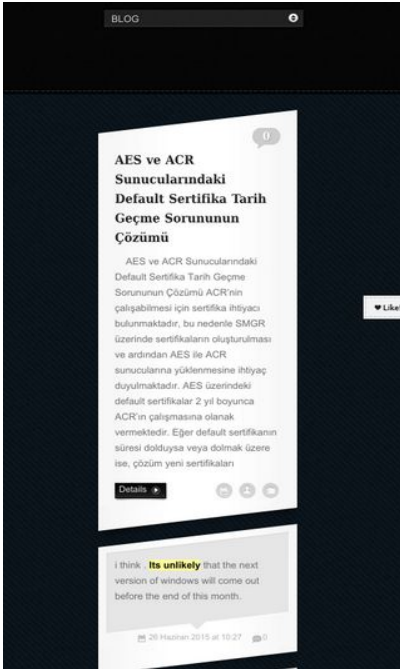 BLOG
0
AES ve ACR
Sunucularındaki
Default Sertifika Tarih
Geçme Sorununun
Çözümü
AES ve ACR Sunucularındaki
Default Sertifika Tarih Geçme
Sorununun Çözümü ACR'nin
çalışabilmesi için sertifika ihtiyacı
bulunmaktadır, bu nedenle SMGR
üzerinde sertifikaların oluşturulması
ve ardından AES ile ACR
sunucularına yüklenmesine ihtiyaç
duyulmaktadır. AES üzerindeki
default sertifikalar 2 yıl boyunca
ACR'ın çalışmasına olanak
vermektedir. Eğer default sertifikanın
süresi dolduysa veya dolmak üzere
ise, çözüm yeni sertifikaları
Details
Like
i think . Its unlikely that the next
version of windows will come out
before the end of this month.
26 Haziran 2015 at 10:27 0